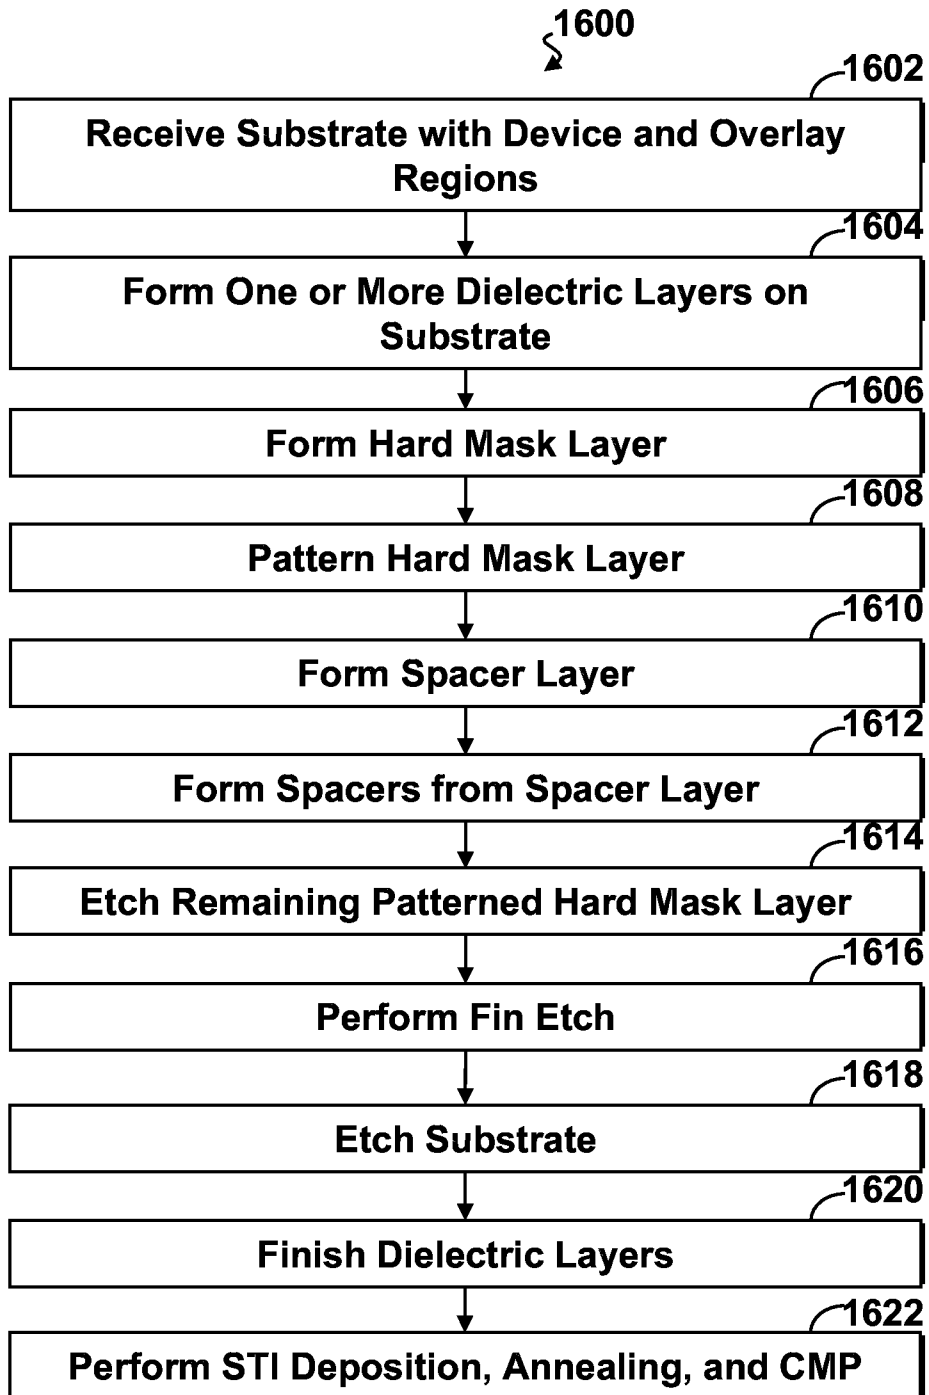 1600
1602
Receive Substrate with Device and Overlay
Regions
1604
Form One or More Dielectric Layers on
Substrate
1606
Form Hard Mask Layer
1608
Pattern Hard Mask Layer
1610
Form Spacer Layer
1612
Form Spacers from Spacer Layer
1614
Etch Remaining Patterned Hard Mask Layer
1616
Perform Fin Etch
1618
Etch Substrate
1620
Finish Dielectric Layers
1622
Perform STI Deposition, Annealing, and CMP